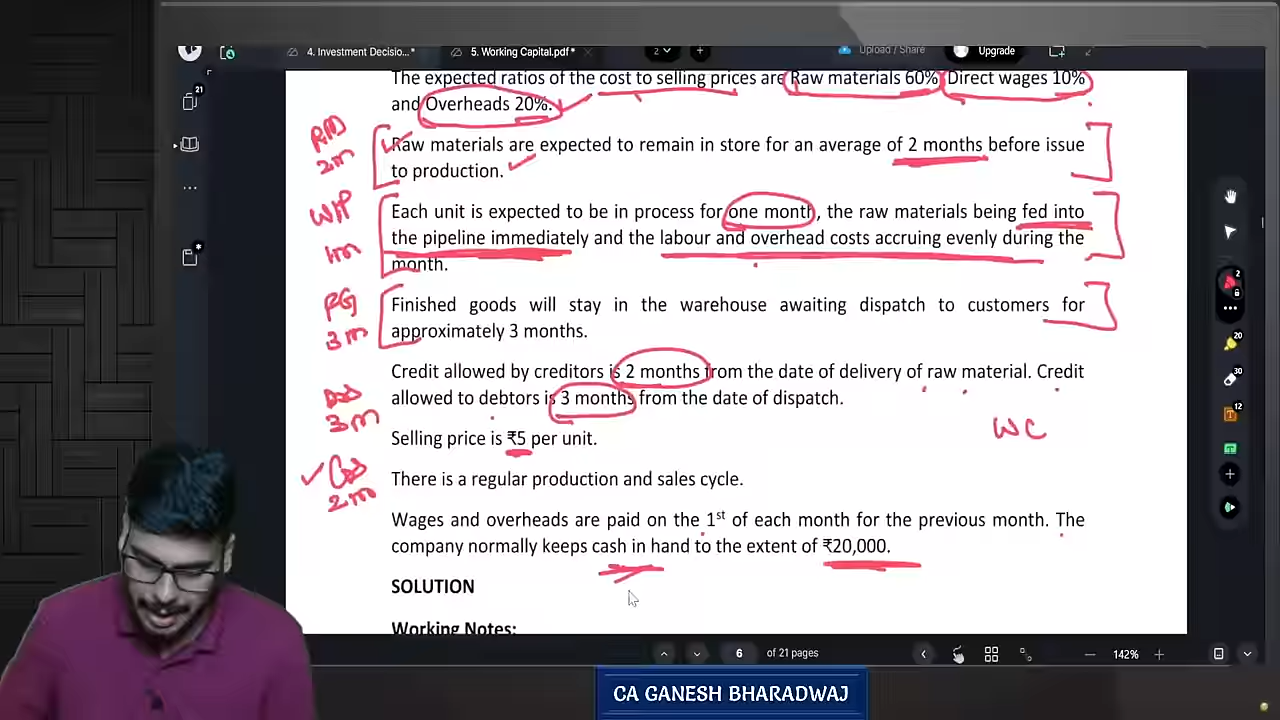 4. Investment Decisio...*
5. Working Capital.pdf*
2
Upload / Share
Upgrade
The expected ratios of the cost to selling prices are Raw materials 60% Direct wages 10%
and Overheads 20%.
RM
2m
Raw materials are expected to remain in store for an average of 2 months before issue
to production.
WIP
1m
Each unit is expected to be in process for one month, the raw materials being fed into
the pipeline immediately and the labour and overhead costs accruing evenly during the
month.
FG
3m
Finished goods will stay in the warehouse awaiting dispatch to customers for
approximately 3 months.
Credit allowed by creditors is 2 months from the date of delivery of raw material. Credit
allowed to debtors is 3 months from the date of dispatch.
3m
WC
Selling price is ₹5 per unit.
2m
There is a regular production and sales cycle.
Wages and overheads are paid on the 1st of each month for the previous month. The
company normally keeps cash in hand to the extent of ₹20,000.
SOLUTION
Working Notes:
21
2
20
30
12
6
of 21 pages
142%
CA GANESH BHARADWAJ